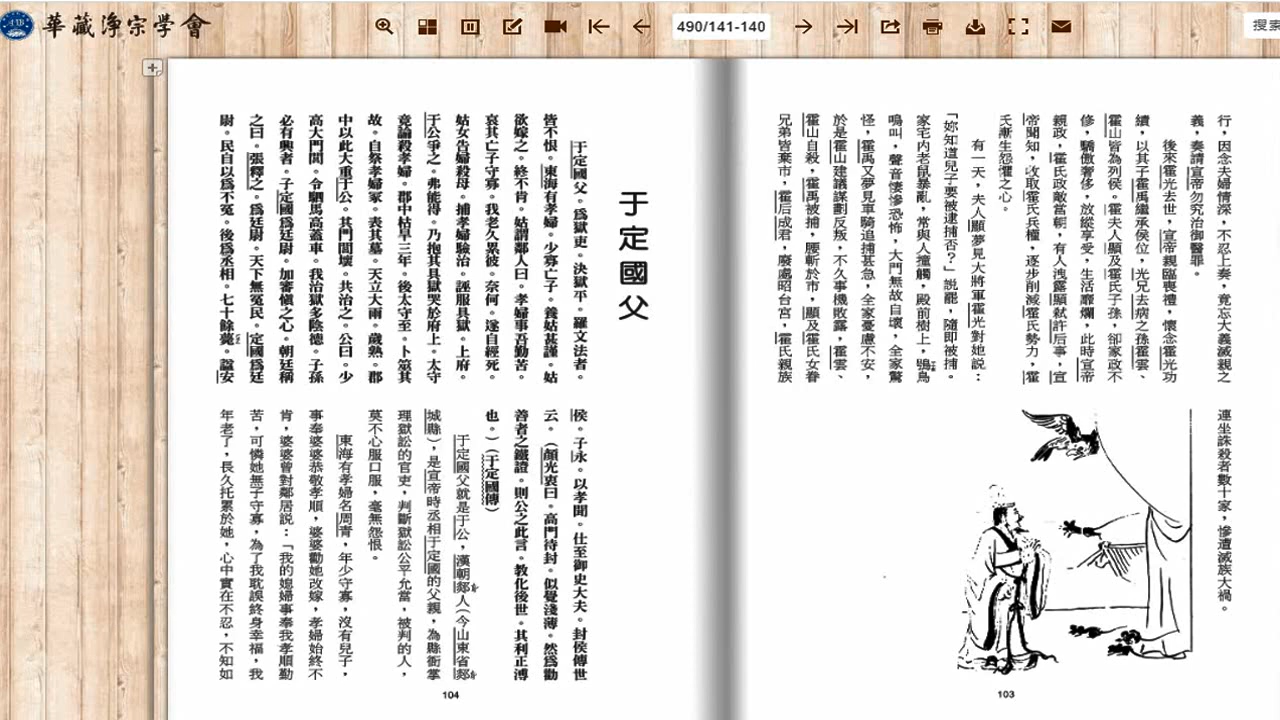 華藏淨宗學會
490/141-140
搜索
行，因念夫婦情深，不忍上奏，竟忘大義滅親之
義，奏請宣帝勿究治御醫罪。
後來霍光去世，宣帝親臨喪禮，懷念霍光功
績，以其子霍禹繼承侯位，光兄去病之孫霍雲、
霍山皆為列侯。霍夫人顯及霍氏子孫，卻家政不
修，驕傲奢侈，放縱享受，生活靡爛，此時宣帝
親政，霍氏政敵當朝，有人洩露顯弒許后事，宣
帝聞知，收取霍氏兵權，逐步削減霍氏勢力，霍
氏漸生怨懼之心。
有一天，夫人顯夢見大將軍霍光對她說：
「妳知道兒子要被逮捕否？」說罷，隨即被捕。
家宅內老鼠暴亂，常與人撞觸，殿前樹上，鴞鳥
鳴叫，聲音悽慘恐怖，大門無故自壞，全家驚
怪，霍禹又夢見車騎追捕甚急，全家憂慮不安，
於是霍山建議謀劃反叛，不久事機敗露，霍雲、
霍山自殺，霍禹被捕，腰斬於市，顯及霍氏女眷
兄弟皆棄市，霍后成君，廢處昭台宮，霍氏親族
連坐誅殺者數十家，慘遭滅族大禍。
103
于定國父
于定國父。為獄吏。決獄平。羅文法者。
皆不恨。東海有孝婦。少寡亡子。養姑甚謹。姑
欲嫁之。終不肯。姑謂鄰人曰。孝婦事吾勤苦。
哀其亡子守寡。我老久累彼。奈何。遂自經死。
姑女告婦殺母。捕孝婦驗治。誣服具獄。上府。
于公爭之。弗能得。乃抱其具獄哭於府上。太守
竟論殺孝婦。郡中枯旱三年。後太守至。卜筮其
故。自祭孝婦冢。表其墓。天立大雨。歲熟。郡
中以此大重于公。其門閭壞。共治之。公曰。少
高大門閭。令駟馬高蓋車。我治獄多陰德。子孫
必有興者。子定國為廷尉。加審慎之心。朝廷稱
之曰。張釋之。為廷尉。天下無冤民。定國為廷
尉。民自以為不冤。後為丞相。七十餘薨。諡安
侯。子永。以孝聞。仕至御史大夫。封侯傳世
云。（顏光衷曰。高門待封。似覺淺薄。然為勸
善者之鐵證。則公之此言。教化後世。其利正溥
也。）（于定國傳）
于定國父就是于公，漢朝郯人（今山東省郯
城縣），是宣帝時丞相于定國的父親，為縣衙掌
理獄訟的官吏，判斷獄訟公平允當，被判的人，
莫不心服口服，毫無怨恨。
東海有孝婦名周青，年少守寡，沒有兒子，
事奉婆婆恭敬孝順，婆婆勸她改嫁，孝婦始終不
肯，婆婆曾對鄰居說：「我的媳婦事奉我孝順勤
苦，可憐她無子守寡，為了我耽誤終身幸福，我
年老了，長久托累於她，心中實在不忍，不知如
104